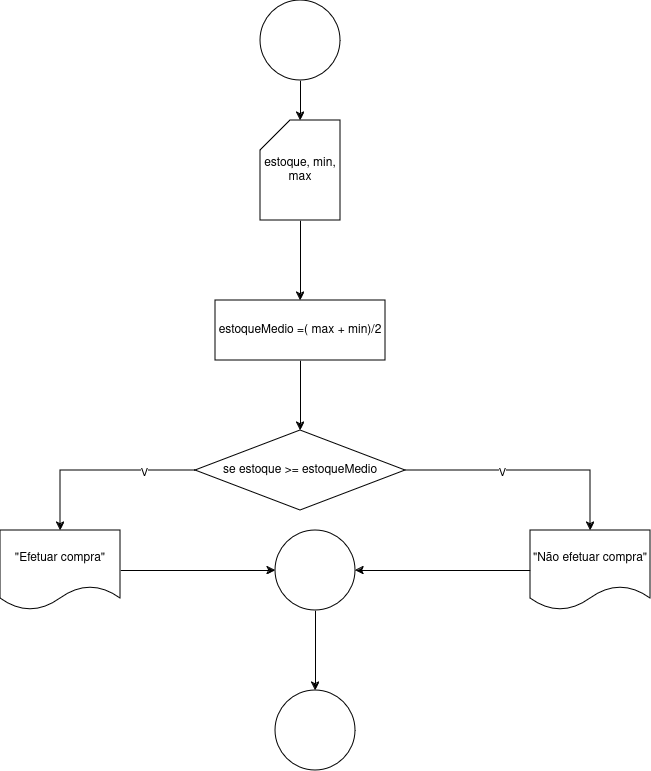 estoque, min,
max
estoqueMedio =( max + min)/2
se estoque >= estoqueMedio
V
V
"Efetuar compra"
"Não efetuar compra"